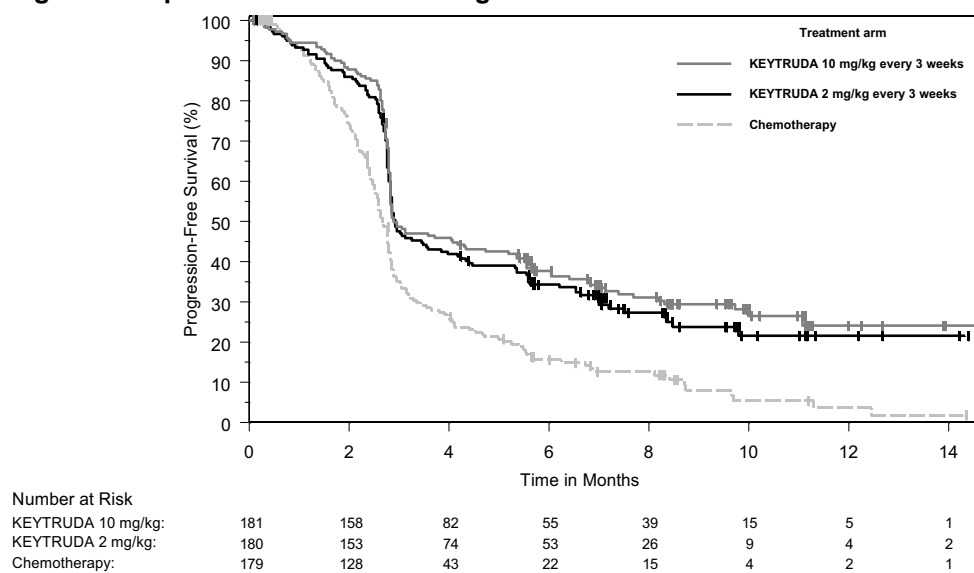 Treatment arm
KEYTRUDA 10 mg/kg every 3 weeks
KEYTRUDA 2 mg/kg every 3 weeks
Chemotherapy
Progression-Free Survival (%)
100
90
80
70
60
50
40
30
20
10
0
0 2 4 6 8 10 12 14
Time in Months
Number at Risk
KEYTRUDA 10 mg/kg: 181 158 82 55 39 15 5 1
KEYTRUDA 2 mg/kg: 180 153 74 53 26 9 4 2
Chemotherapy: 179 128 43 22 15 4 2 1